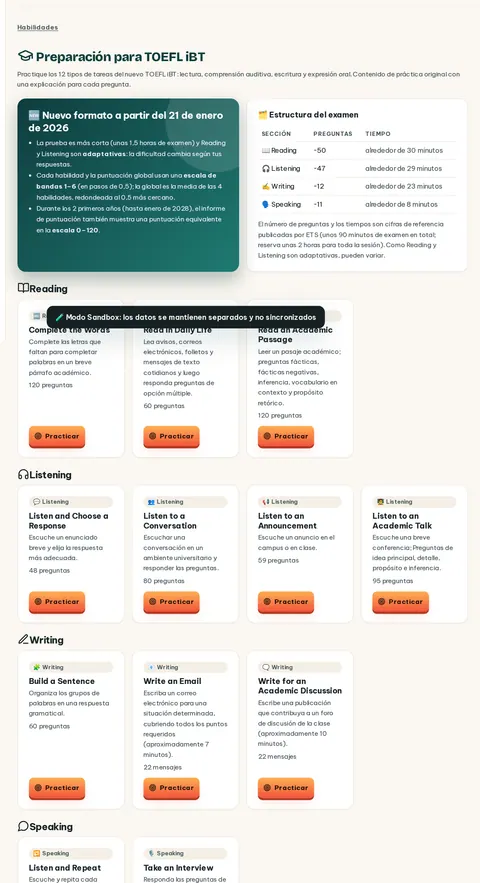 Habilidades
Preparación para TOEFL iBT
Practique los 12 tipos de tareas del nuevo TOEFL iBT: lectura, comprensión auditiva, escritura y expresión oral. Contenido de práctica original con
una explicación para cada pregunta.
Nuevo formato a partir del 21 de enero
de 2026
La prueba es más corta (unas 1,5 horas de examen) y Reading
y Listening son adaptativas: la dificultad cambia según tus
respuestas.
Cada habilidad y la puntuación global usan una escala de
bandas 1–6 (en pasos de 0,5); la global es la media de las 4
habilidades, redondeada al 0,5 más cercano.
Durante los 2 primeros años (hasta enero de 2028), el informe
de puntuación también muestra una puntuación equivalente
en la escala 0–120.
Estructura del examen
SECCIÓN PREGUNTAS TIEMPO
Reading ~50 alrededor de 30 minutos
Listening ~47 alrededor de 29 minutos
Writing ~12 alrededor de 23 minutos
Speaking ~11 alrededor de 8 minutos
El número de preguntas y los tiempos son cifras de referencia
publicadas por ETS (unos 90 minutos de examen en total;
reserva unas 2 horas para toda la sesión). Como Reading y
Listening son adaptativas, pueden variar.
Reading
Modo Sandbox: los datos se mantienen separados y no sincronizados
Complete the Words
Completa las letras que
faltan para completar
palabras en un breve
párrafo académico.
120 preguntas
Practicar
Read in Daily Life
Lea avisos, correos
electrónicos, folletos y
mensajes de texto
cotidianos y luego
responda preguntas de
opción múltiple.
60 preguntas
Practicar
Read an Academic
Passage
Leer un pasaje académico;
preguntas fácticas,
fácticas negativas,
inferencia, vocabulario en
contexto y propósito
retórico.
120 preguntas
Practicar
Listening
Listening
Listen and Choose a
Response
Escuche un enunciado
breve y elija la respuesta
más adecuada.
48 preguntas
Practicar
Listening
Listen to a
Conversation
Escuchar una
conversación en un
ambiente universitario y
responder las preguntas.
80 preguntas
Practicar
Listening
Listen to an
Announcement
Escuche un anuncio en el
campus o en clase.
59 preguntas
Practicar
Listening
Listen to an
Academic Talk
Escuche una breve
conferencia; Preguntas de
idea principal, detalle,
propósito e inferencia.
95 preguntas
Practicar
Writing
Writing
Build a Sentence
Organiza los grupos de
palabras en una respuesta
gramatical.
60 preguntas
Practicar
Writing
Write an Email
Escriba un correo
electrónico para una
situación determinada,
cubriendo todos los puntos
requeridos
(aproximadamente 7
minutos).
22 mensajes
Practicar
Writing
Write for an
Academic Discussion
Escribe una publicación
que contribuya a un foro
de discusión de la clase
(aproximadamente 10
minutos).
22 mensajes
Practicar
Speaking
Speaking
Listen and Repeat
Escuche y repita cada
Speaking
Take an Interview
Responda las preguntas de